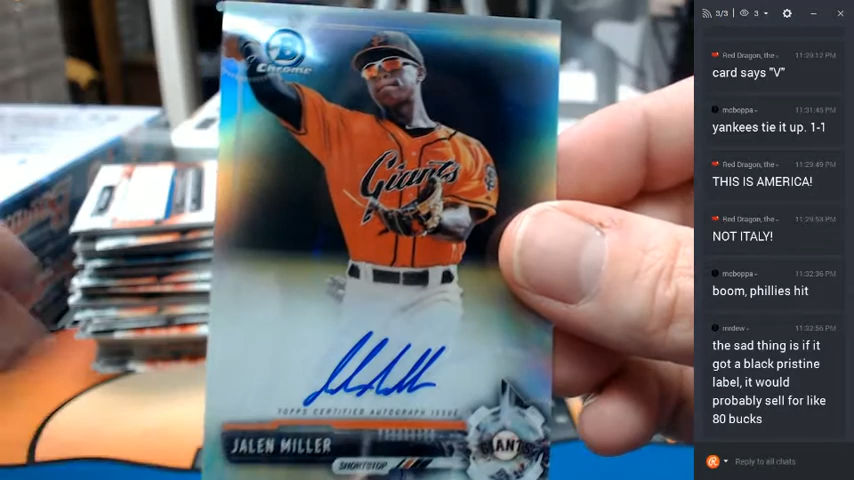 B
Chrome
Giants
TOPPS CERTIFIED AUTOGRAPH ISSUE
JALEN MILLER
GIANTS
SHORTSTOP
3/3 3
Red Dragon, the - 11:29:12 PM
card says "V"
mcboppa - 11:31:45 PM
yankees tie it up. 1-1
Red Dragon, the - 11:29:49 PM
THIS IS AMERICA!
Red Dragon, the - 11:29:53 PM
NOT ITALY!
mcboppa - 11:32:36 PM
boom, phillies hit
mrdew - 11:32:56 PM
the sad thing is if it
got a black pristine
label, it would
probably sell for like
80 bucks
Reply to all chats